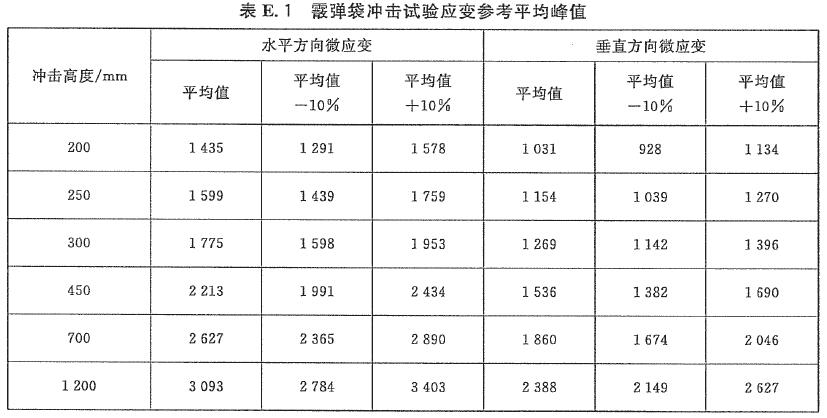 表 E.1 霰弹袋冲击试验应变参考平均峰值
冲击高度/mm 水平方向微应变 垂直方向微应变
平均值 平均值 -10% 平均值 +10% 平均值 平均值 -10% 平均值 +10%
200 1 435 1 291 1 578 1 031 928 1 134
250 1 599 1 439 1 759 1 154 1 039 1 270
300 1 775 1 598 1 953 1 269 1 142 1 396
450 2 213 1 991 2 434 1 536 1 382 1 690
700 2 627 2 365 2 890 1 860 1 674 2 046
1 200 3 093 2 784 3 403 2 388 2 149 2 627